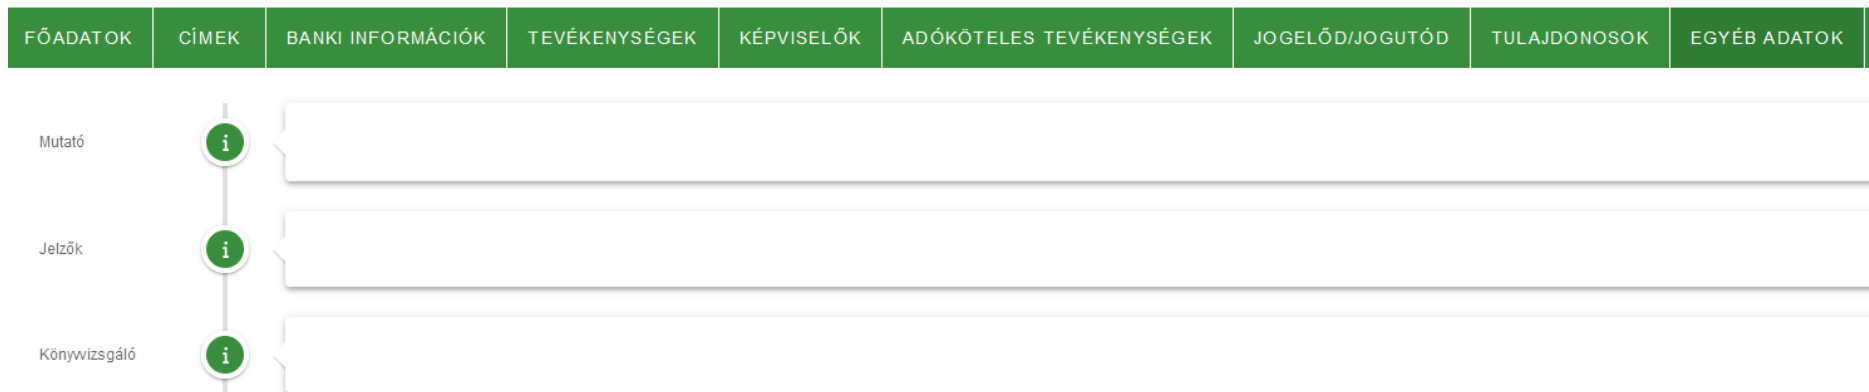 FŐADATOK CÍMEK BANKI INFORMÁCIÓK TEVÉKENYSÉGEK KÉPVISELŐK ADÓKÖTELES TEVÉKENYSÉGEK JOGELŐD/JOGUTÓD TULAJDONOSOK EGYÉB ADATOK
Mutató i
Jelzők i
Könyvvizsgáló i